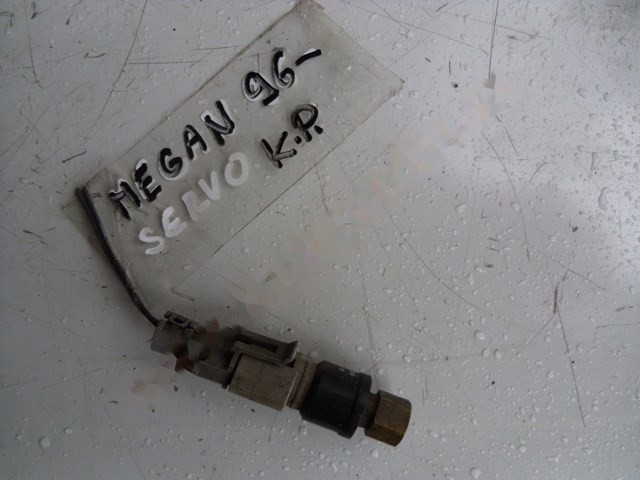 MEGAN 96-
SERVO K.P.